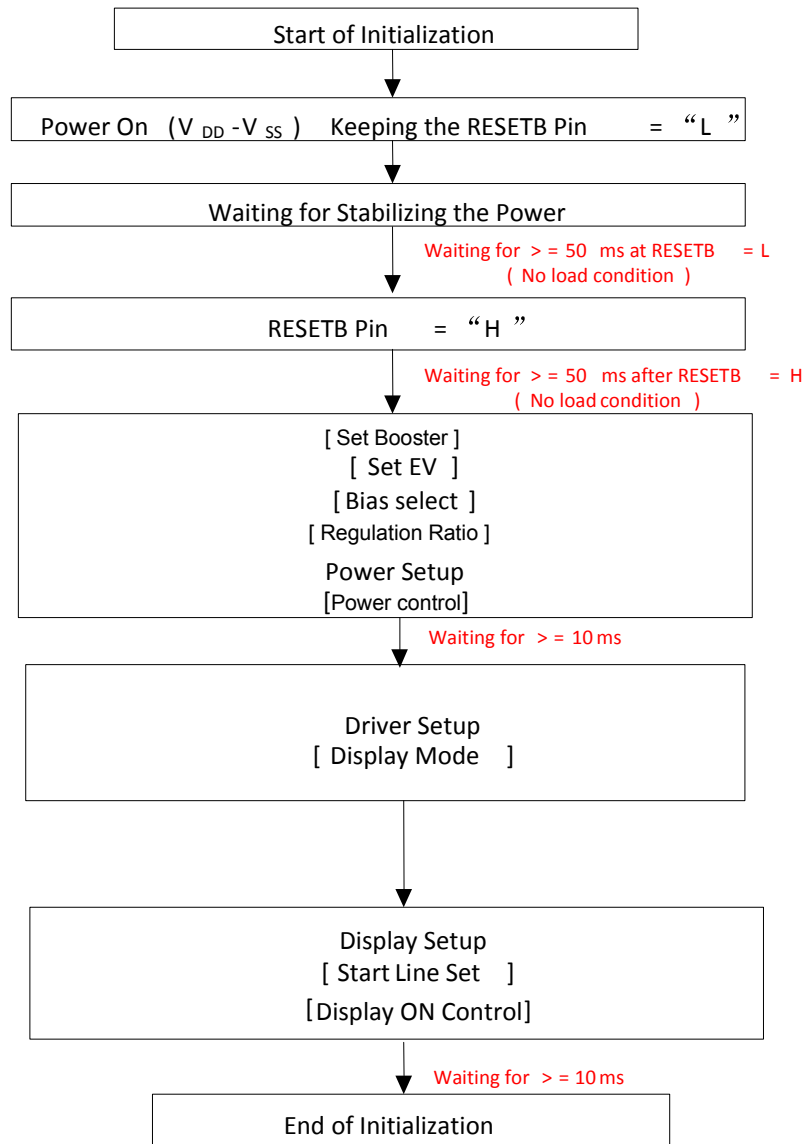 Start of Initialization
Power On (V DD -V SS ) Keeping the RESETB Pin = “L ”
Waiting for Stabilizing the Power
Waiting for > = 50 ms at RESETB = L
( No load condition )
RESETB Pin = “H ”
Waiting for > = 50 ms after RESETB = H
( No load condition )
[ Set Booster ]
[ Set EV ]
[ Bias select ]
[ Regulation Ratio ]
Power Setup
[Power control]
Waiting for > = 10 ms
Driver Setup
[ Display Mode ]
Display Setup
[ Start Line Set ]
[Display ON Control]
Waiting for > = 10 ms
End of Initialization